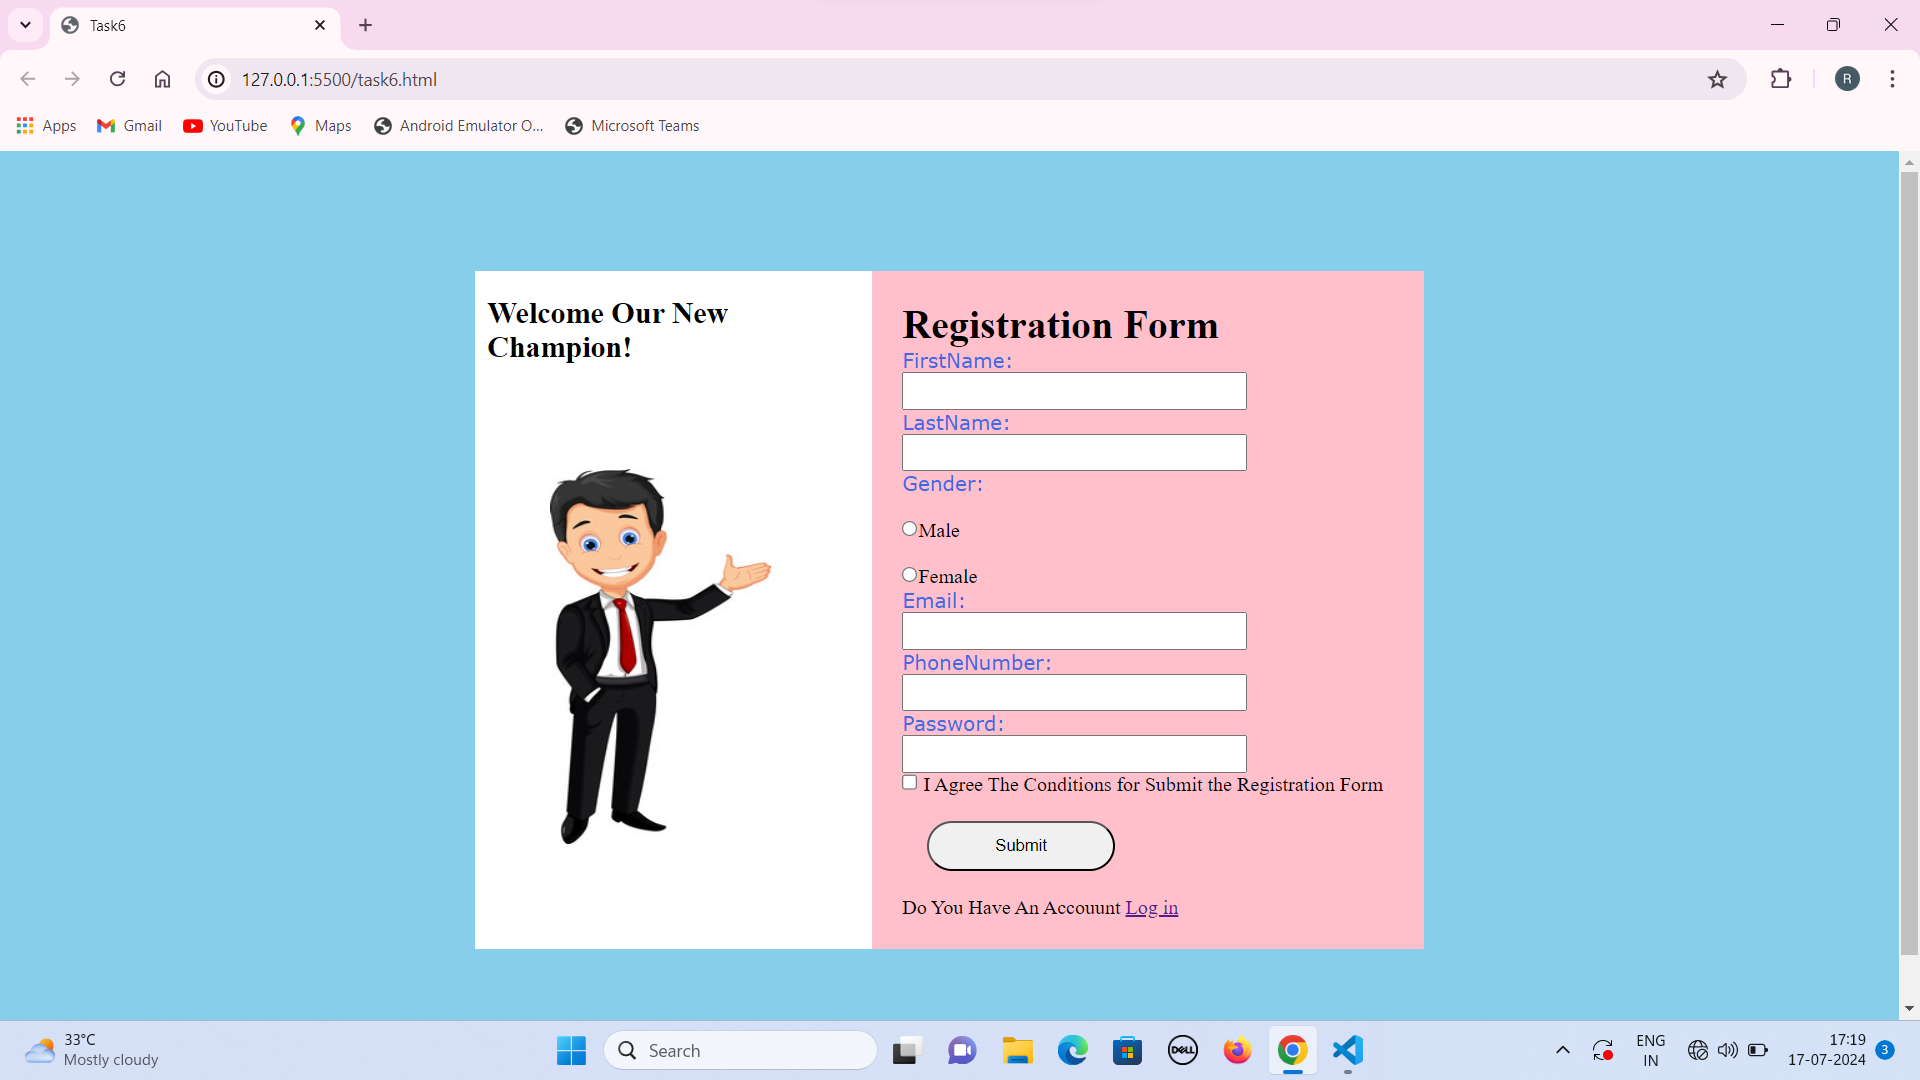 Task6
127.0.0.1:5500/task6.html
R
Apps Gmail YouTube Maps Android Emulator O... Microsoft Teams
Welcome Our New
Champion!
Registration Form
FirstName:
LastName:
Gender:
Male
Female
Email:
PhoneNumber:
Password:
I Agree The Conditions for Submit the Registration Form
Submit
Do You Have An Accouunt Log in
33°C
Mostly cloudy
Search
DELL
ENG
IN
17:19
17-07-2024
3